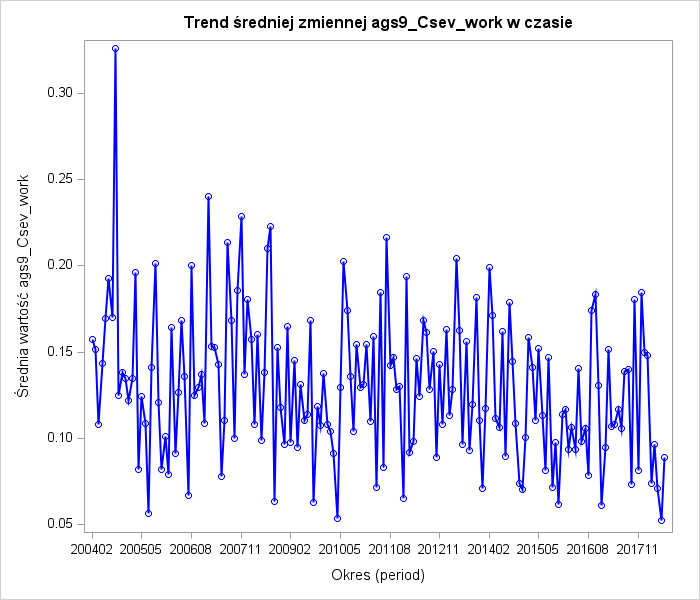 Trend średniej zmiennej ags9_Csev_work w czasie
Średnia wartość ags9_Csev_work
0.30
0.25
0.20
0.15
0.10
0.05
200402 200505 200608 200711 200902 201005 201108 201211 201402 201505 201608 201711
Okres (period)